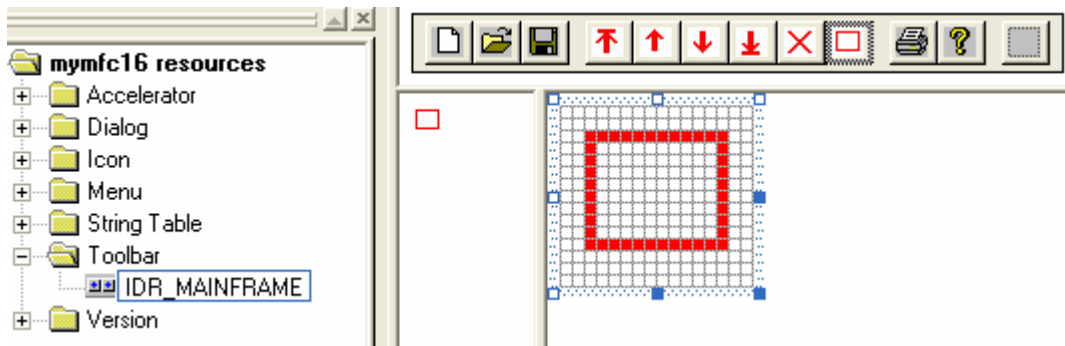 mymfc16 resources
Accelerator
Dialog
Icon
Menu
String Table
Toolbar
IDR_MAINFRAME
Version